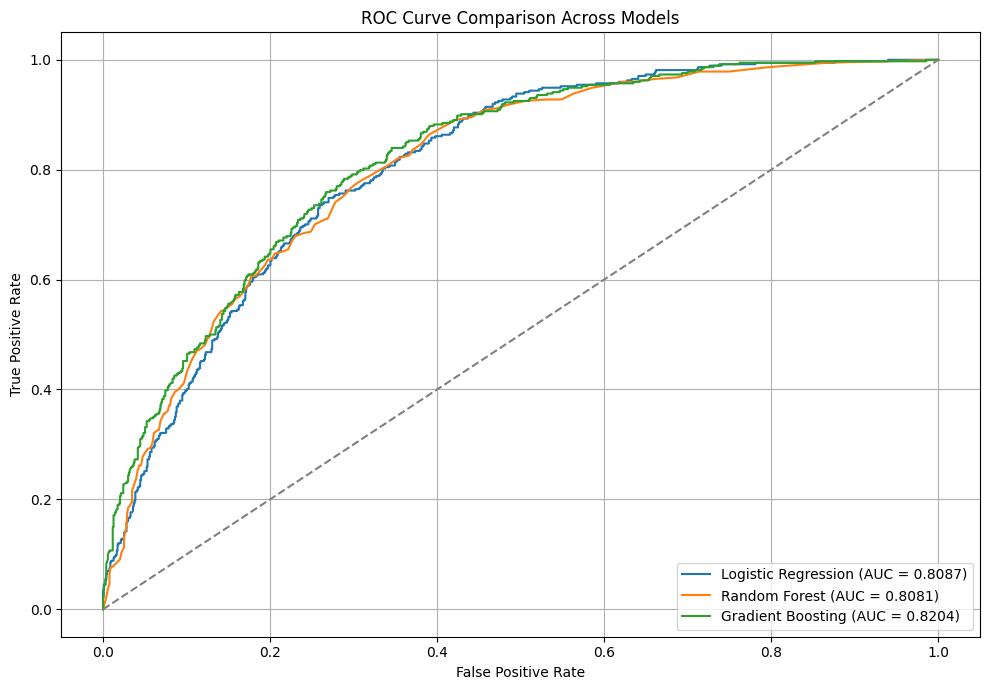 ROC Curve Comparison Across Models
True Positive Rate
1.0
0.8
0.6
0.4
0.2
0.0
0.0 0.2 0.4 0.6 0.8 1.0
False Positive Rate
Logistic Regression (AUC = 0.8087)
Random Forest (AUC = 0.8081)
Gradient Boosting (AUC = 0.8204)